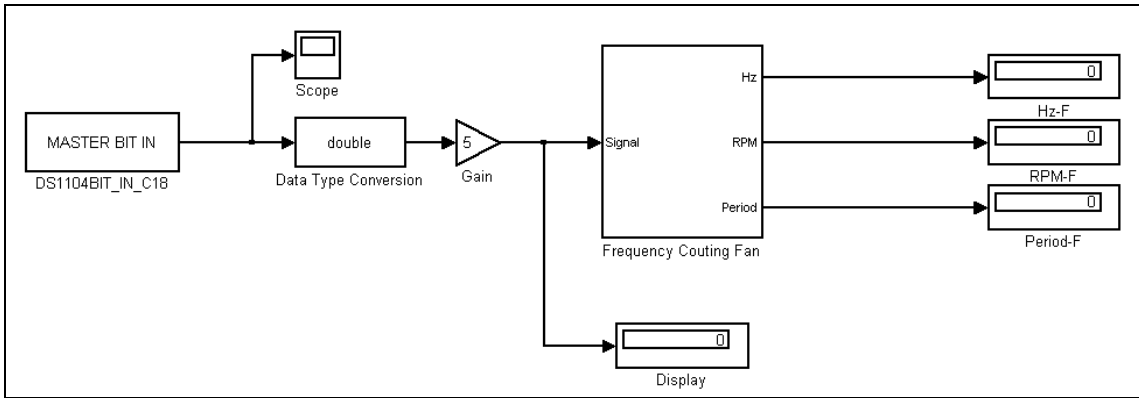 Scope
MASTER BIT IN
DS1104BIT_IN_C18
double
Data Type Conversion
5
Gain
Signal
Hz
RPM
Period
Frequency Couting Fan
0
Hz-F
0
RPM-F
0
Period-F
0
Display